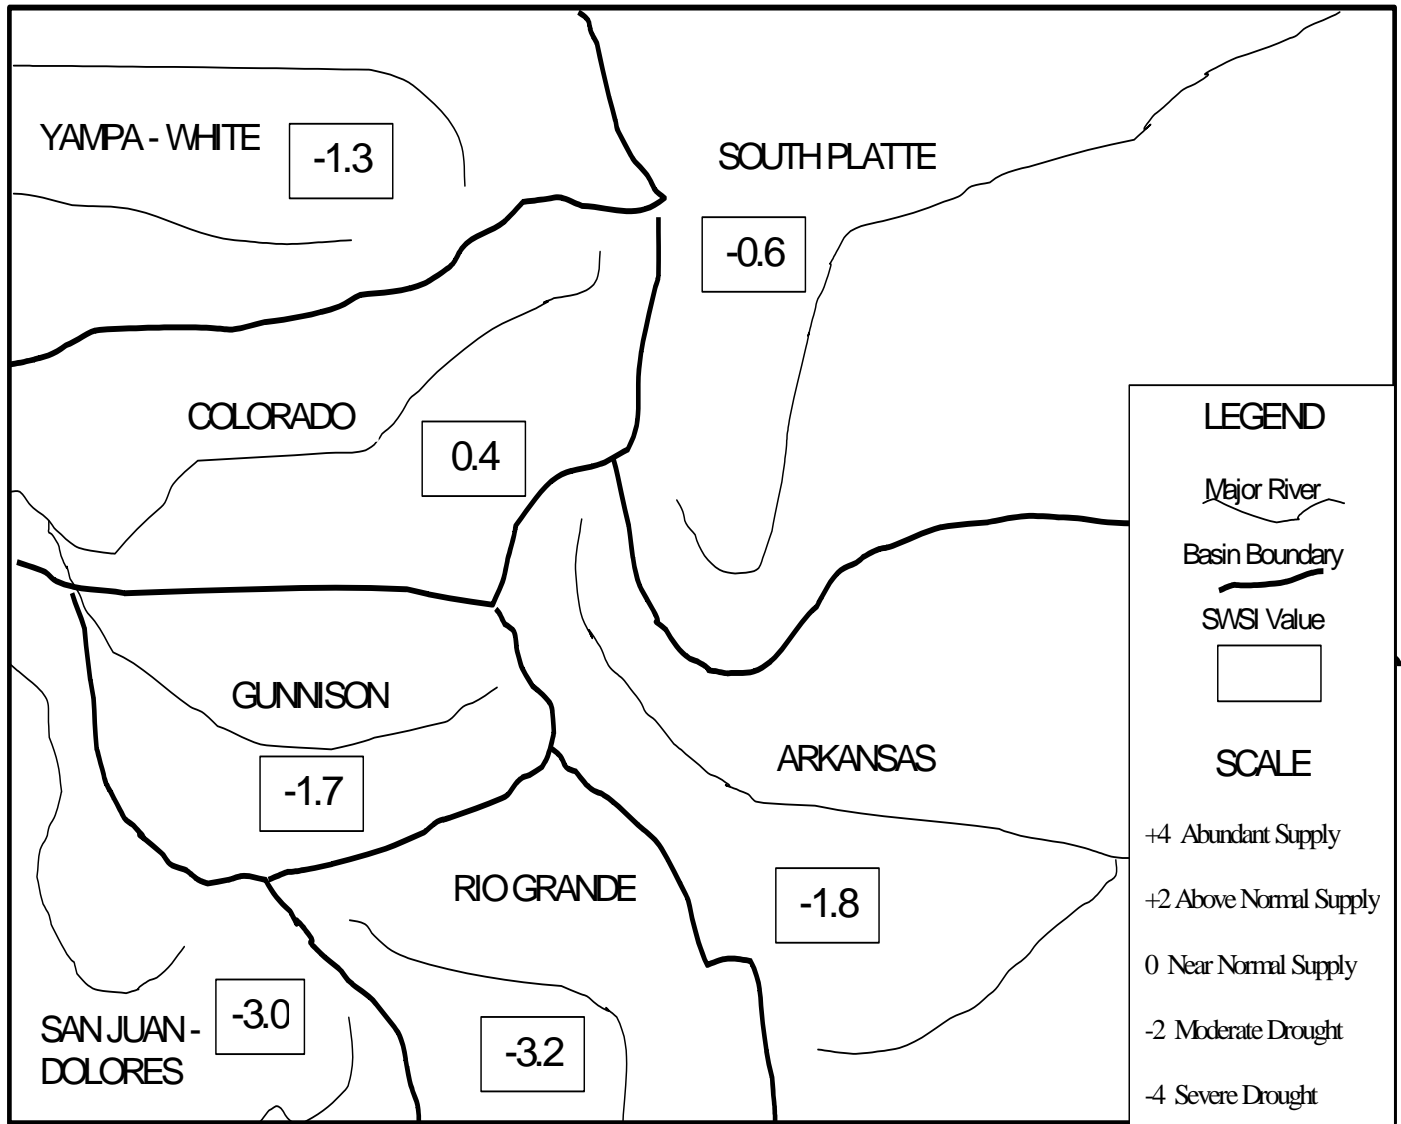 YAMPA - WHITE
-1.3
SOUTH PLATTE
-0.6
COLORADO
0.4
GUNNISON
-1.7
ARKANSAS
-1.8
RIO GRANDE
-3.2
SAN JUAN -
DOLORES
-3.0
LEGEND
Major River
Basin Boundary
SWSI Value
SCALE
+4 Abundant Supply
+2 Above Normal Supply
0 Near Normal Supply
-2 Moderate Drought
-4 Severe Drought